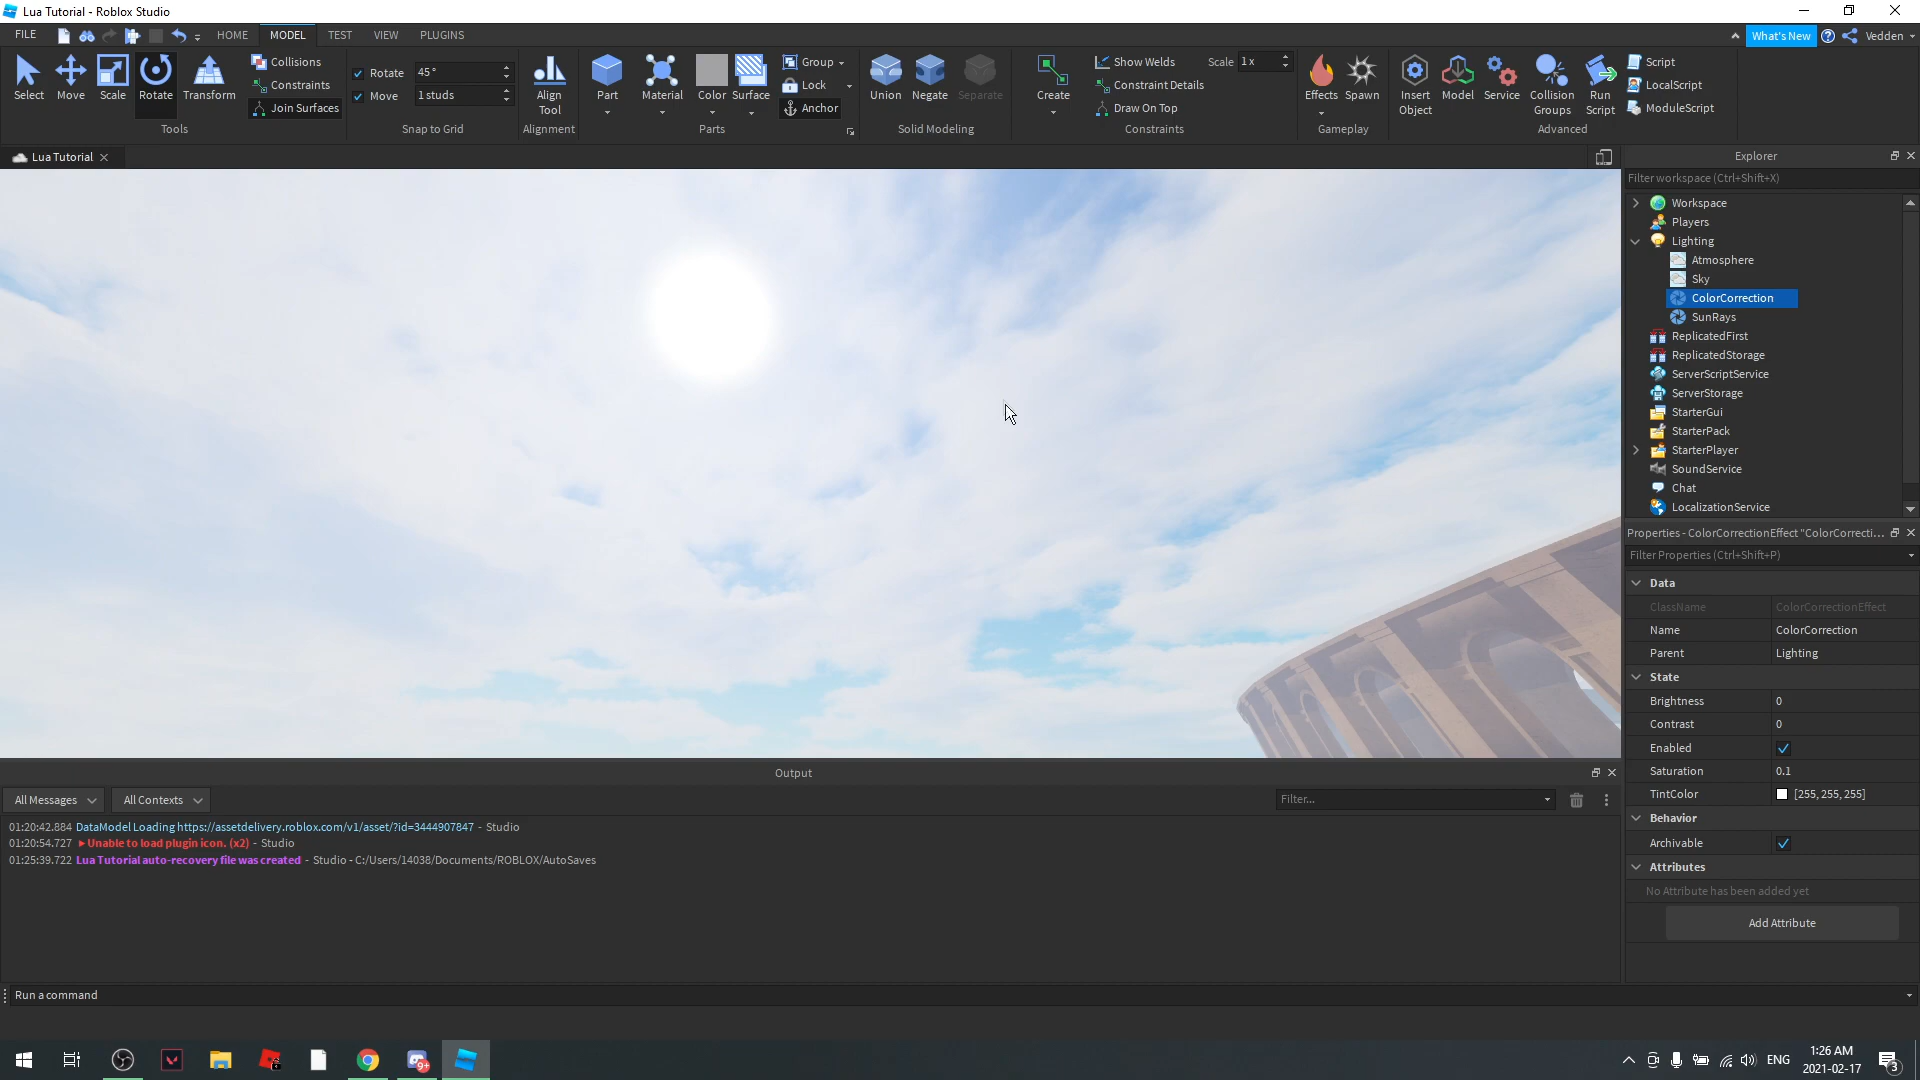 Lua Tutorial - Roblox Studio
FILE HOME MODEL TEST VIEW PLUGINS What's New Vedden
Select Move Scale Rotate Transform
Collisions
Constraints
Join Surfaces
Tools
Rotate 45°
Move 1 studs
Snap to Grid
Align Tool
Alignment
Part Material Color Surface
Group
Lock
Anchor
Parts
Union Negate Separate
Solid Modeling
Create
Show Welds Scale 1 x
Constraint Details
Draw On Top
Constraints
Effects Spawn
Gameplay
Insert Object Model Service Collision Groups Run Script
Script
LocalScript
ModuleScript
Advanced
Lua Tutorial
Explorer
Filter workspace (Ctrl+Shift+X)
Workspace
Players
Lighting
Atmosphere
Sky
ColorCorrection
SunRays
ReplicatedFirst
ReplicatedStorage
ServerScriptService
ServerStorage
StarterGui
StarterPack
StarterPlayer
SoundService
Chat
LocalizationService
Properties - ColorCorrectionEffect "ColorCorrecti...
Filter Properties (Ctrl+Shift+P)
Data
ClassName ColorCorrectionEffect
Name ColorCorrection
Parent Lighting
State
Brightness 0
Contrast 0
Enabled
Saturation 0.1
TintColor [255, 255, 255]
Behavior
Archivable
Attributes
No Attribute has been added yet
Add Attribute
Output
All Messages All Contexts Filter...
01:20:42.884 DataModel Loading https://assetdelivery.roblox.com/v1/asset/?id=3444907847 - Studio
01:20:54.727 Unable to load plugin icon. (x2) - Studio
01:25:39.722 Lua Tutorial auto-recovery file was created - Studio - C:/Users/14038/Documents/ROBLOX/AutoSaves
Run a command
9+
ENG
1:26 AM
2021-02-17
3